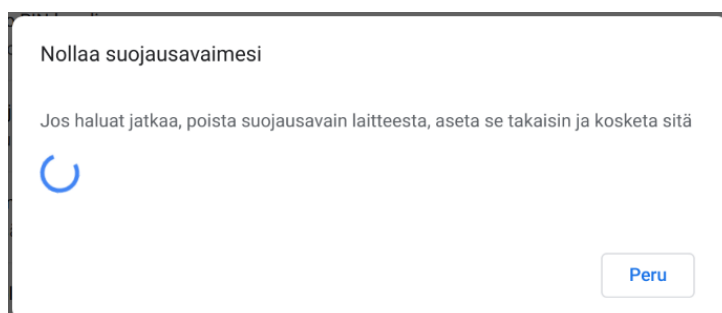 Nollaa suojausavaimesi
Jos haluat jatkaa, poista suojausavain laitteesta, aseta se takaisin ja kosketa sitä
Peru